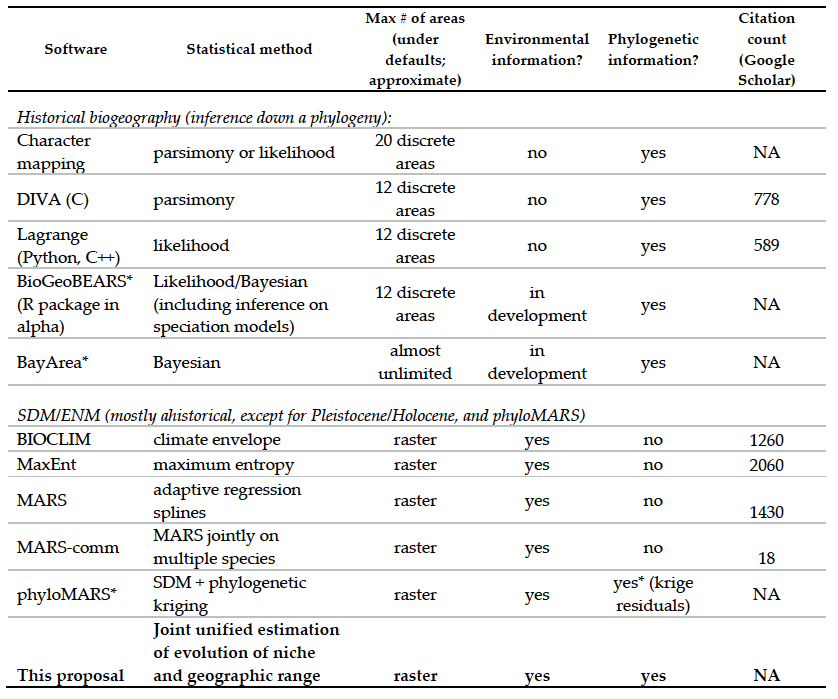 Software Statistical method Max # of areas (under defaults; approximate) Environmental information? Phylogenetic information? Citation count (Google Scholar)
Historical biogeography (inference down a phylogeny):
Character mapping parsimony or likelihood 20 discrete areas no yes NA
DIVA (C) parsimony 12 discrete areas no yes 778
Lagrange (Python, C++) likelihood 12 discrete areas no yes 589
BioGeoBEARS* (R package in alpha) Likelihood/Bayesian (including inference on speciation models) 12 discrete areas in development yes NA
BayArea* Bayesian almost unlimited in development yes NA
SDM/ENM (mostly ahistorical, except for Pleistocene/Holocene, and phyloMARS)
BIOCLIM climate envelope raster yes no 1260
MaxEnt maximum entropy raster yes no 2060
MARS adaptive regression splines raster yes no 1430
MARS-comm MARS jointly on multiple species raster yes no 18
phyloMARS* SDM + phylogenetic kriging raster yes yes* (krige residuals) NA
This proposal Joint unified estimation of evolution of niche and geographic range raster yes yes NA